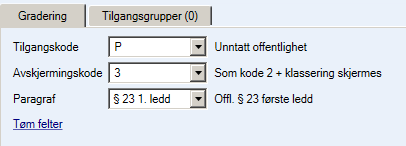 Gradering Tilgangsgrupper (0)
Tilgangskode P Unntatt offentlighet
Avskjermingskode 3 Som kode 2 + klassering skjermes
Paragraf § 23 1. ledd Offl. § 23 første ledd
Tøm felter